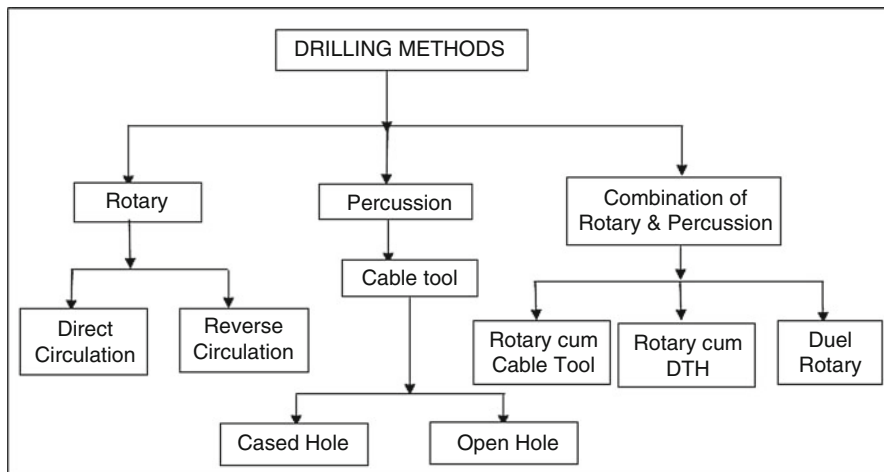 DRILLING METHODS
Rotary
Percussion
Combination of
Rotary & Percussion
Cable tool
Direct
Circulation
Reverse
Circulation
Rotary cum
Cable Tool
Rotary cum
DTH
Duel
Rotary
Cased Hole
Open Hole